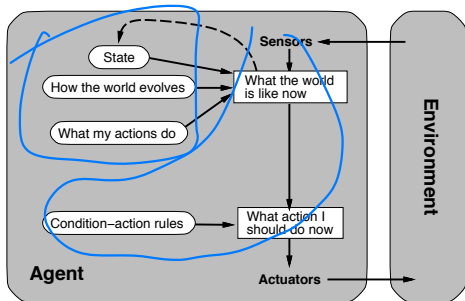 Sensors
State
What the world
is like now
How the world evolves
What my actions do
Condition−action rules
What action I
should do now
Agent
Actuators
Environment